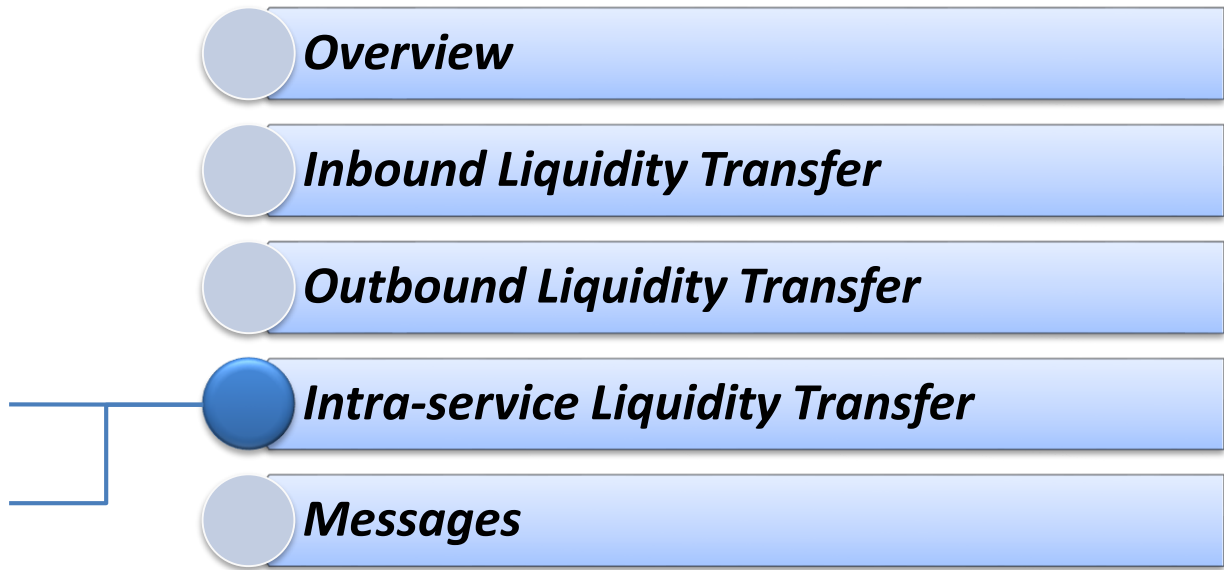 Overview
Inbound Liquidity Transfer
Outbound Liquidity Transfer
Intra-service Liquidity Transfer
Messages